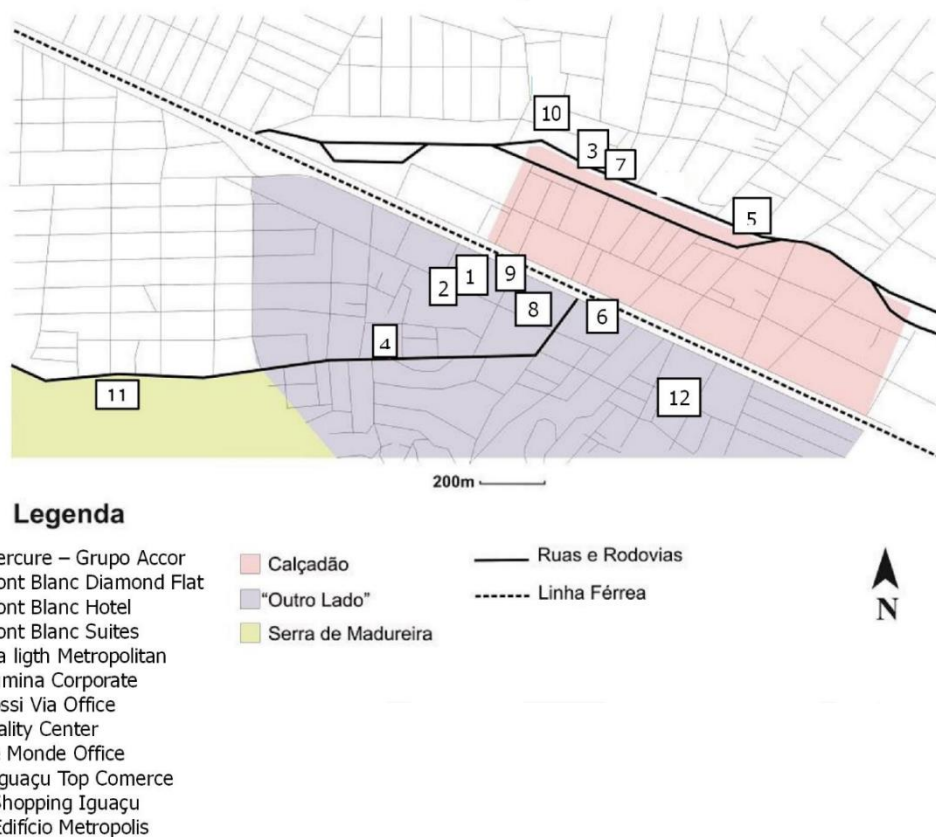 10
3
7
5
1
9
2
8
6
4
12
11
200m
Legenda
ercure – Grupo Accor
ont Blanc Diamond Flat
ont Blanc Hotel
ont Blanc Suites
a ligth Metropolitan
mina Corporate
ssi Via Office
ality Center
Monde Office
guaçu Top Comerce
Shopping Iguaçu
Edifício Metropolis
Calçadão
"Outro Lado"
Serra de Madureira
Ruas e Rodovias
Linha Férrea
N